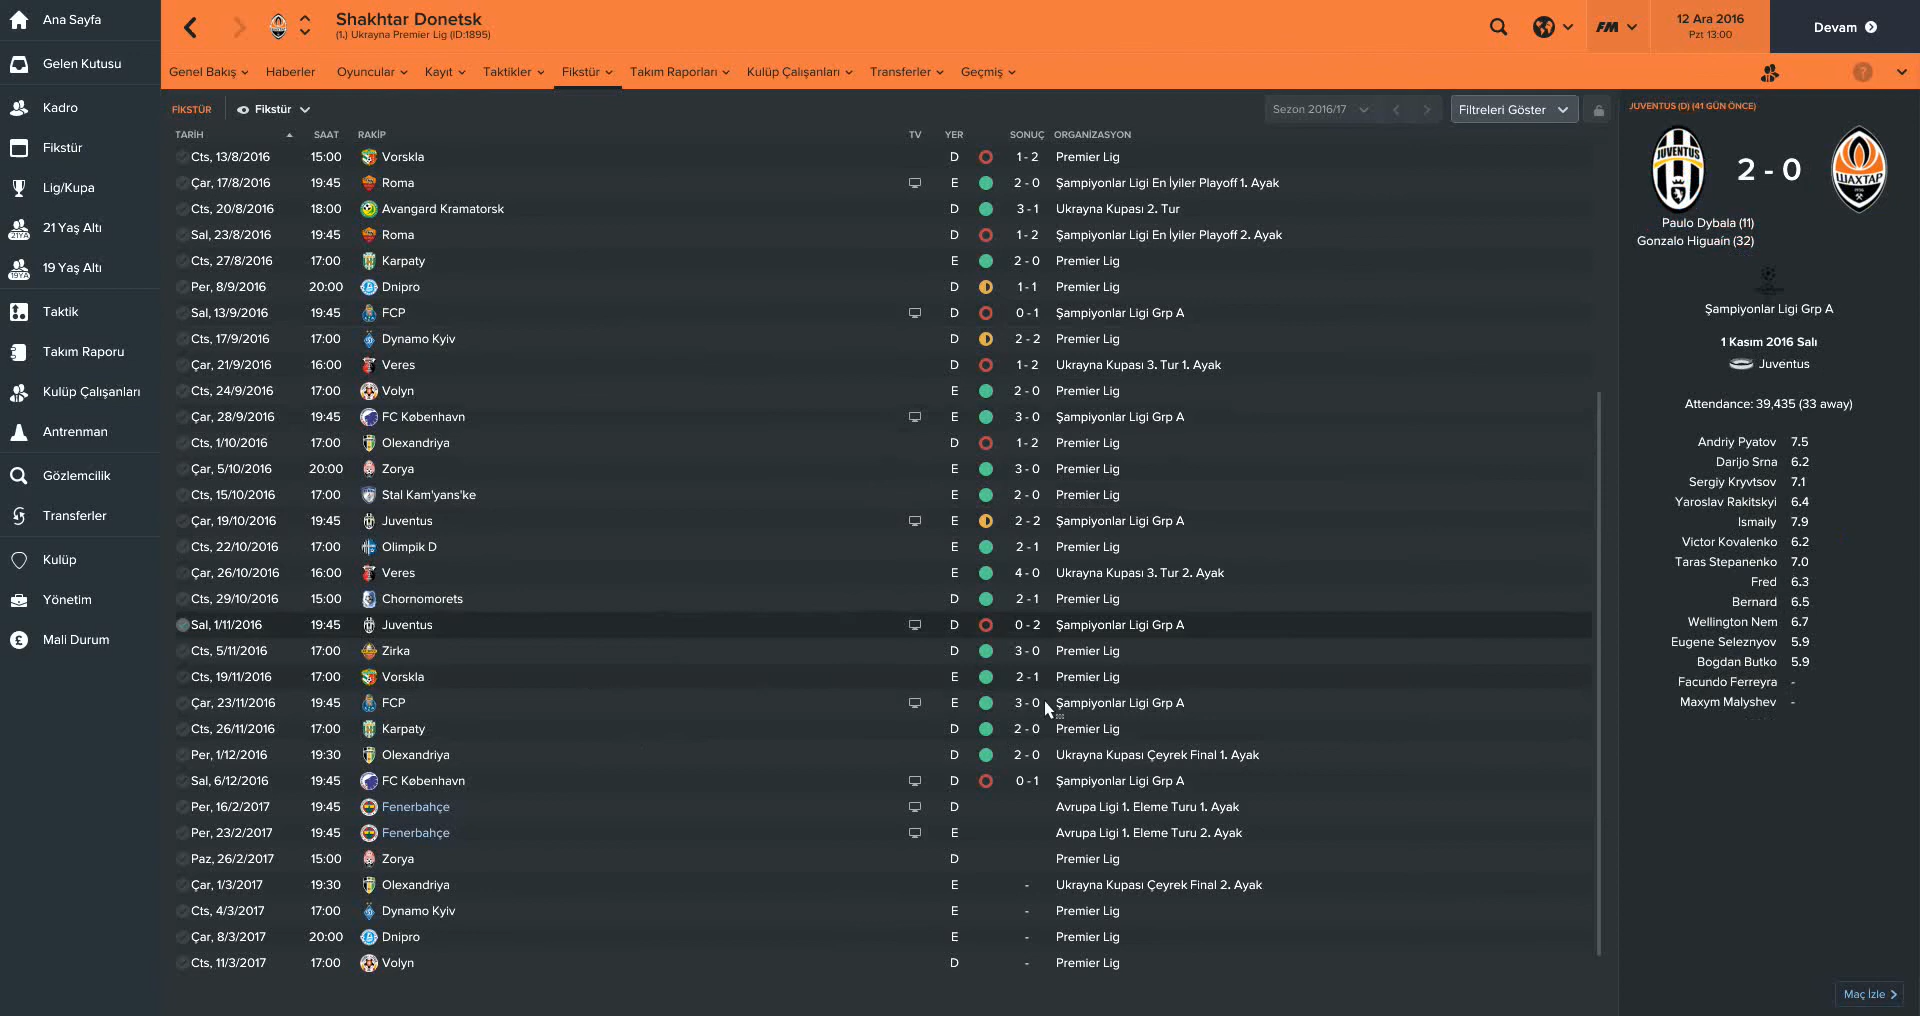 Ana Sayfa
Gelen Kutusu
Kadro
Fikstür
Lig/Kupa
21 Yaş Altı
19 Yaş Altı
Taktik
Takım Raporu
Kulüp Çalışanları
Antrenman
Gözlemcilik
Transferler
Kulüp
Yönetim
Mali Durum
Shakhtar Donetsk
(1.) Ukrayna Premier Lig (ID:1895)
FM
12 Ara 2016
Pzt 13:00
Devam
Genel Bakış Haberler Oyuncular Kayıt Taktikler Fikstür Takım Raporları Kulüp Çalışanları Transferler Geçmiş ?
FİKSTÜR Fikstür Sezon 2016/17 Filtreleri Göster
TARİH SAAT RAKİP TV YER SONUÇ ORGANİZASYON
Cts, 13/8/2016 15:00 Vorskla D 1 - 2 Premier Lig
Çar, 17/8/2016 19:45 Roma E 2 - 0 Şampiyonlar Ligi En İyiler Playoff 1. Ayak
Cts, 20/8/2016 18:00 Avangard Kramatorsk D 3 - 1 Ukrayna Kupası 2. Tur
Sal, 23/8/2016 19:45 Roma D 1 - 2 Şampiyonlar Ligi En İyiler Playoff 2. Ayak
Cts, 27/8/2016 17:00 Karpaty E 2 - 0 Premier Lig
Per, 8/9/2016 20:00 Dnipro D 1 - 1 Premier Lig
Sal, 13/9/2016 19:45 FCP D 0 - 1 Şampiyonlar Ligi Grp A
Cts, 17/9/2016 17:00 Dynamo Kyiv D 2 - 2 Premier Lig
Çar, 21/9/2016 16:00 Veres D 1 - 2 Ukrayna Kupası 3. Tur 1. Ayak
Cts, 24/9/2016 17:00 Volyn E 2 - 0 Premier Lig
Çar, 28/9/2016 19:45 FC København E 3 - 0 Şampiyonlar Ligi Grp A
Cts, 1/10/2016 17:00 Olexandriya D 1 - 2 Premier Lig
Çar, 5/10/2016 20:00 Zorya E 3 - 0 Premier Lig
Cts, 15/10/2016 17:00 Stal Kam'yans'ke E 2 - 0 Premier Lig
Çar, 19/10/2016 19:45 Juventus E 2 - 2 Şampiyonlar Ligi Grp A
Cts, 22/10/2016 17:00 Olimpik D E 2 - 1 Premier Lig
Çar, 26/10/2016 16:00 Veres E 4 - 0 Ukrayna Kupası 3. Tur 2. Ayak
Cts, 29/10/2016 15:00 Chornomorets D 2 - 1 Premier Lig
Sal, 1/11/2016 19:45 Juventus D 0 - 2 Şampiyonlar Ligi Grp A
Cts, 5/11/2016 17:00 Zirka D 3 - 0 Premier Lig
Cts, 19/11/2016 17:00 Vorskla E 2 - 1 Premier Lig
Çar, 23/11/2016 19:45 FCP E 3 - 0 Şampiyonlar Ligi Grp A
Cts, 26/11/2016 17:00 Karpaty D 2 - 0 Premier Lig
Per, 1/12/2016 19:30 Olexandriya D 2 - 0 Ukrayna Kupası Çeyrek Final 1. Ayak
Sal, 6/12/2016 19:45 FC København D 0 - 1 Şampiyonlar Ligi Grp A
Per, 16/2/2017 19:45 Fenerbahçe D Avrupa Ligi 1. Eleme Turu 1. Ayak
Per, 23/2/2017 19:45 Fenerbahçe E Avrupa Ligi 1. Eleme Turu 2. Ayak
Paz, 26/2/2017 15:00 Zorya D Premier Lig
Çar, 1/3/2017 19:30 Olexandriya E - Ukrayna Kupası Çeyrek Final 2. Ayak
Cts, 4/3/2017 17:00 Dynamo Kyiv E - Premier Lig
Çar, 8/3/2017 20:00 Dnipro E - Premier Lig
Cts, 11/3/2017 17:00 Volyn D - Premier Lig
JUVENTUS (D) (41 GÜN ÖNCE)
JUVENTUS 2 - 0 ШАХТАР
Paulo Dybala (11)
Gonzalo Higuaín (32)
Şampiyonlar Ligi Grp A
1 Kasım 2016 Salı
Juventus
Attendance: 39,435 (33 away)
Andriy Pyatov 7.5
Darijo Srna 6.2
Sergiy Kryvtsov 7.1
Yaroslav Rakitskyi 6.4
Ismaily 7.9
Victor Kovalenko 6.2
Taras Stepanenko 7.0
Fred 6.3
Bernard 6.5
Wellington Nem 6.7
Eugene Seleznyov 5.9
Bogdan Butko 5.9
Facundo Ferreyra -
Maxym Malyshev -
Maç İzle